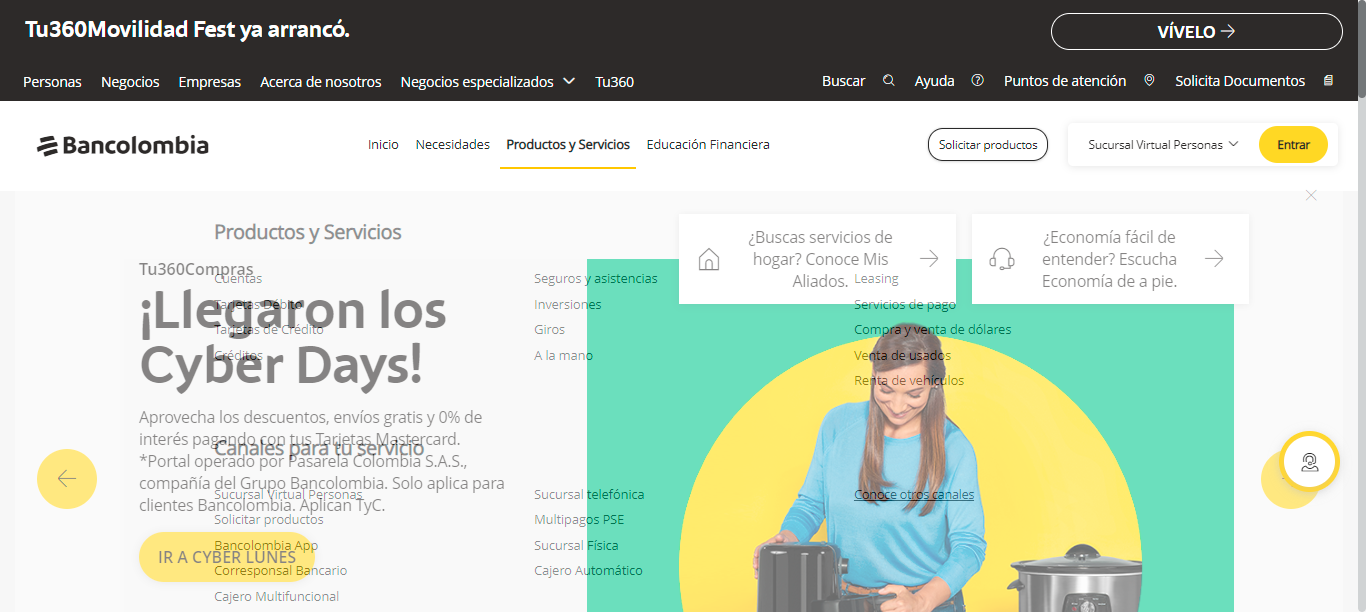 Tu360Movilidad Fest ya arrancó.
VÍVELO
Personas Negocios Empresas Acerca de nosotros Negocios especializados Tu360
Buscar Ayuda Puntos de atención Solicita Documentos
Bancolombia
Inicio Necesidades Productos y Servicios Educación Financiera
Solicitar productos
Sucursal Virtual Personas
Entrar
Productos y Servicios
Cuentas
Tarjetas Débito
Tarjetas de Crédito
Créditos
Seguros y asistencias
Inversiones
Giros
A la mano
Leasing
Servicios de pago
Compra y venta de dólares
Venta de usados
Renta de vehículos
¿Buscas servicios de
hogar? Conoce Mis
Aliados.
¿Economía fácil de
entender? Escucha
Economía de a pie.
Canales para tu servicio
Sucursal Virtual Personas
Solicitar productos
Bancolombia App
Corresponsal Bancario
Cajero Multifuncional
Sucursal telefónica
Multipagos PSE
Sucursal Física
Cajero Automático
Conoce otros canales
Tu360Compras
¡Llegaron los
Cyber Days!
Aprovecha los descuentos, envíos gratis y 0% de
interés pagando con tus Tarjetas Mastercard.
*Portal operado por Pasarela Colombia S.A.S.,
compañía del Grupo Bancolombia. Solo aplica para
clientes Bancolombia. Aplican TyC.
IR A CYBER LUNES